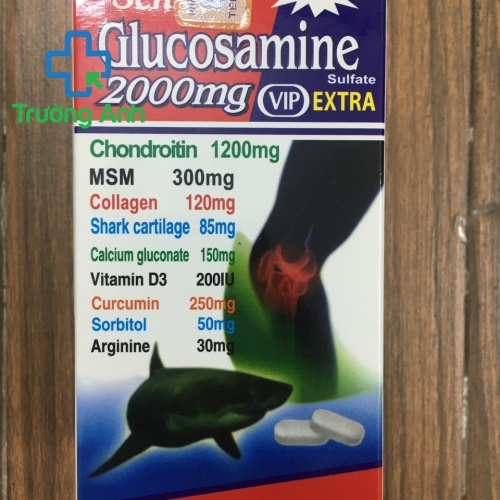 Glucosamine
Sulfate
2000mg VIP EXTRA
Trường Anh
Chondroitin 1200mg
MSM 300mg
Collagen 120mg
Shark cartilage 85mg
Calcium gluconate 150mg
Vitamin D3 200IU
Curcumin 250mg
Sorbitol 50mg
Arginine 30mg